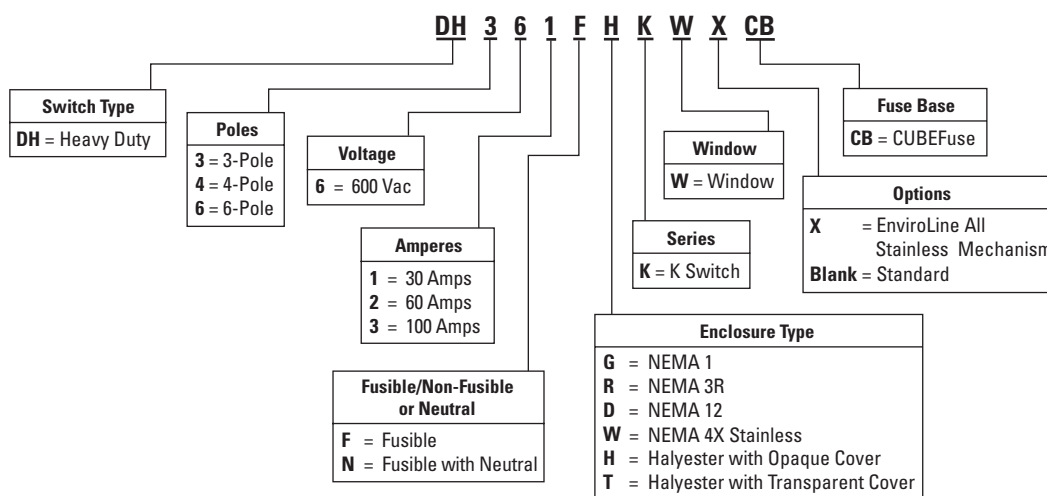 DH 3 6 1 F H K W X CB
Switch Type
DH = Heavy Duty
Poles
3 = 3-Pole
4 = 4-Pole
6 = 6-Pole
Voltage
6 = 600 Vac
Amperes
1 = 30 Amps
2 = 60 Amps
3 = 100 Amps
Fusible/Non-Fusible
or Neutral
F = Fusible
N = Fusible with Neutral
Enclosure Type
G = NEMA 1
R = NEMA 3R
D = NEMA 12
W = NEMA 4X Stainless
H = Halyester with Opaque Cover
T = Halyester with Transparent Cover
Series
K = K Switch
Window
W = Window
Options
X = EnviroLine All
Stainless Mechanism
Blank = Standard
Fuse Base
CB = CUBEFuse